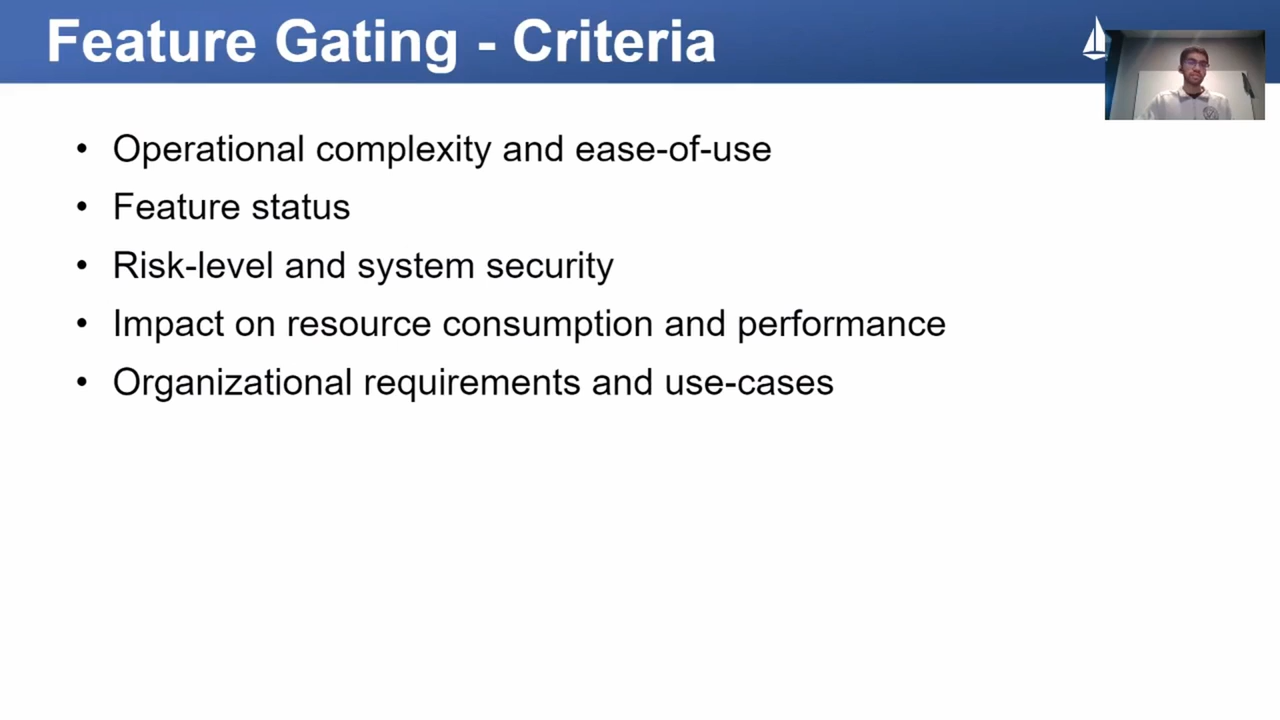 Feature Gating - Criteria
• Operational complexity and ease-of-use
• Feature status
• Risk-level and system security
• Impact on resource consumption and performance
• Organizational requirements and use-cases